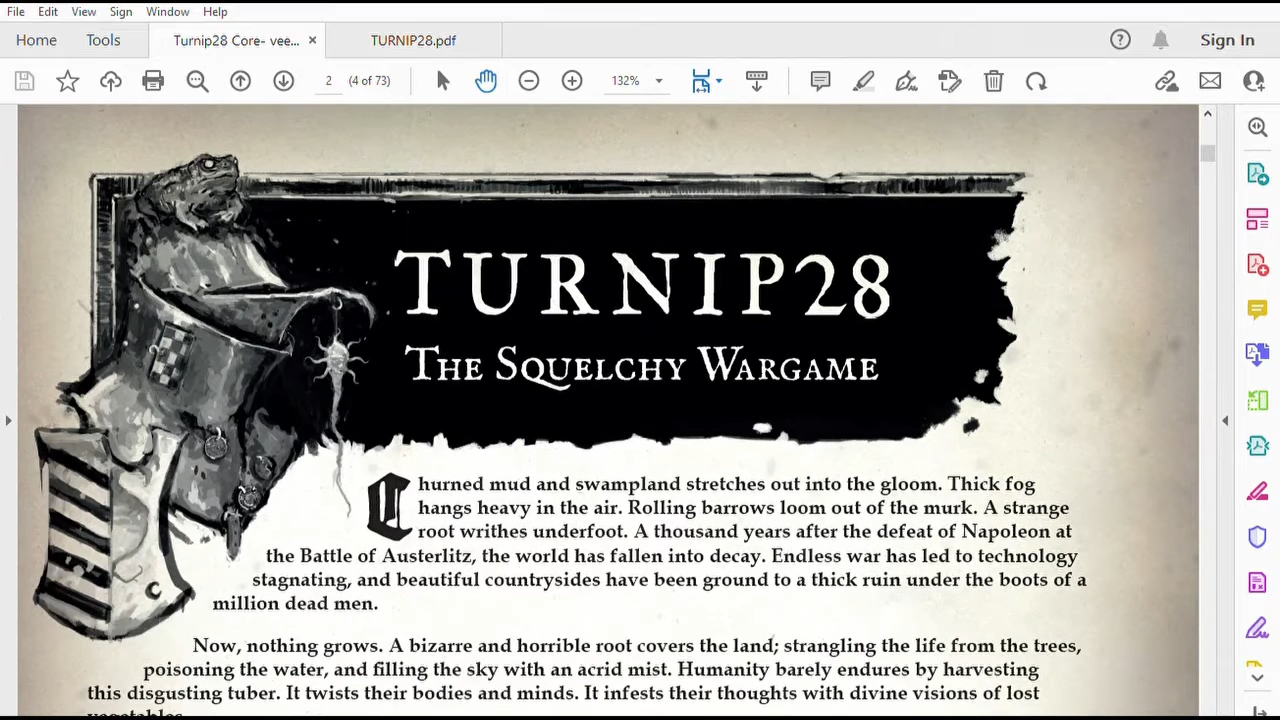 File Edit View Sign Window Help
Home Tools Turnip28 Core- vee... × TURNIP28.pdf Sign In
2 (4 of 73) 132%
TURNIP28
The Squelchy Wargame
Churned mud and swampland stretches out into the gloom. Thick fog
hangs heavy in the air. Rolling barrows loom out of the murk. A strange
root writhes underfoot. A thousand years after the defeat of Napoleon at
the Battle of Austerlitz, the world has fallen into decay. Endless war has led to technology
stagnating, and beautiful countrysides have been ground to a thick ruin under the boots of a
million dead men.
Now, nothing grows. A bizarre and horrible root covers the land; strangling the life from the trees,
poisoning the water, and filling the sky with an acrid mist. Humanity barely endures by harvesting
this disgusting tuber. It twists their bodies and minds. It infests their thoughts with divine visions of lost
vegetables.